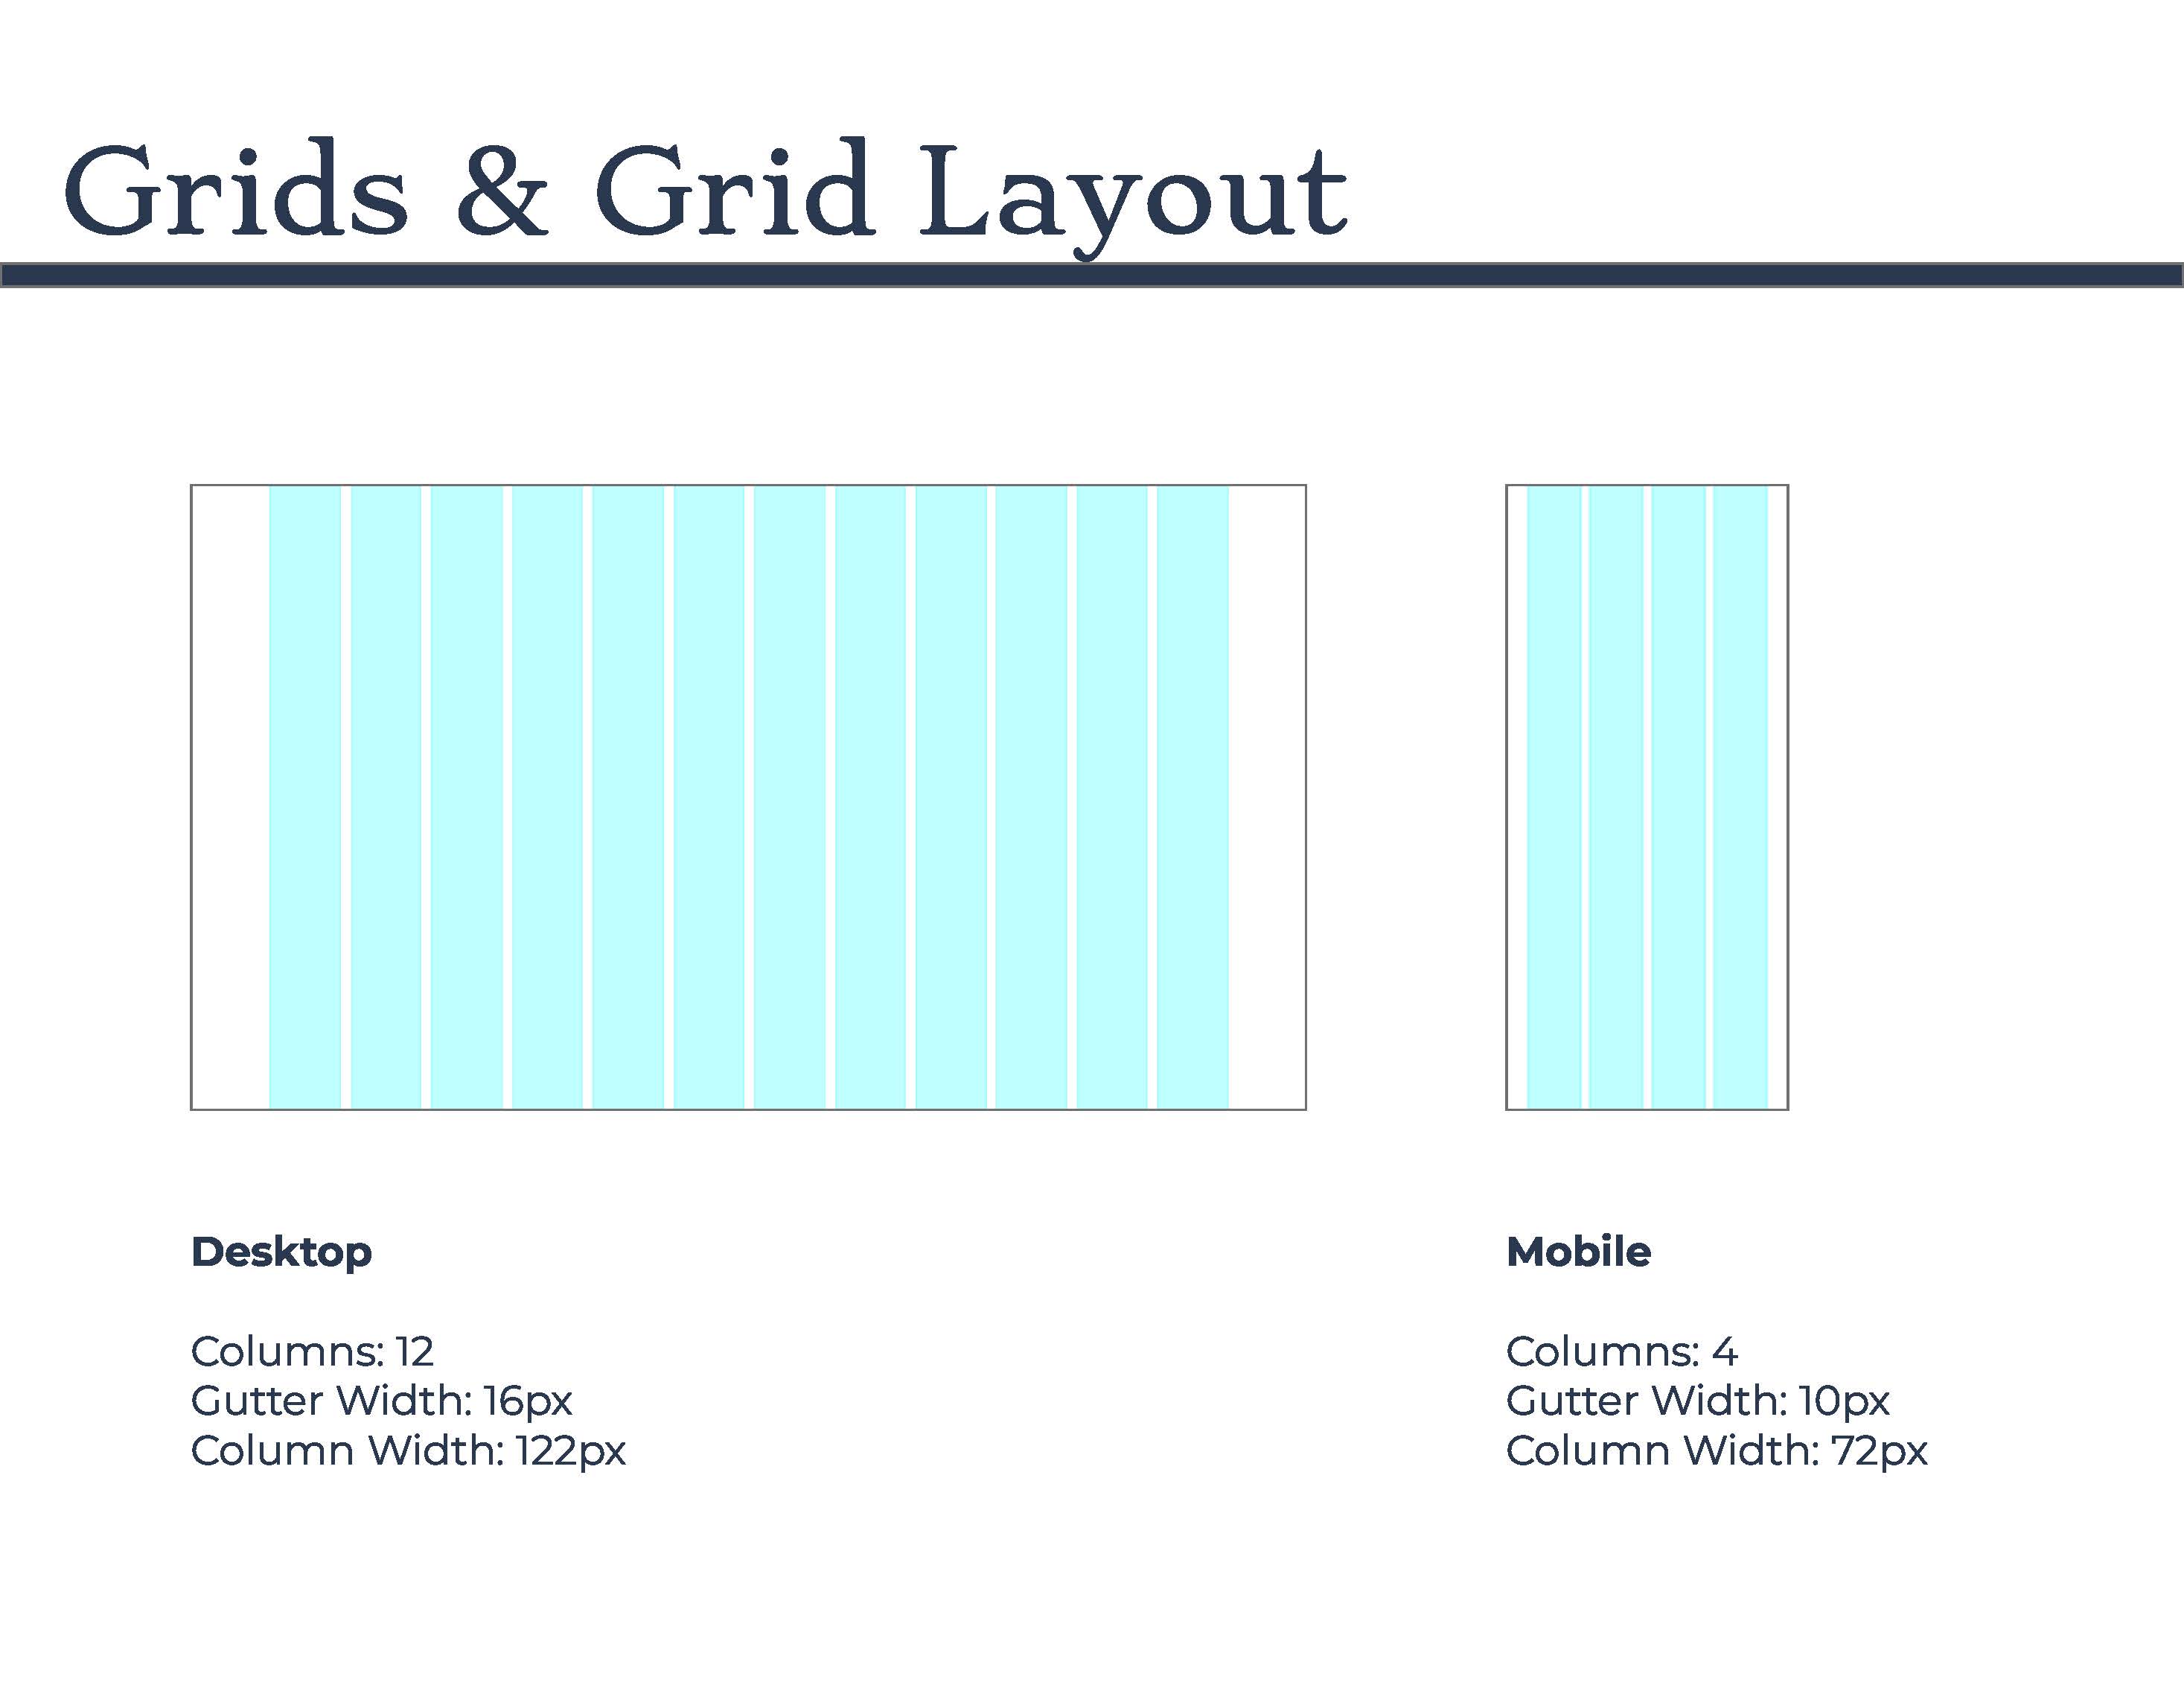 Grids & Grid Layout
Desktop
Columns: 12
Gutter Width: 16px
Column Width: 122px
Mobile
Columns: 4
Gutter Width: 10px
Column Width: 72px